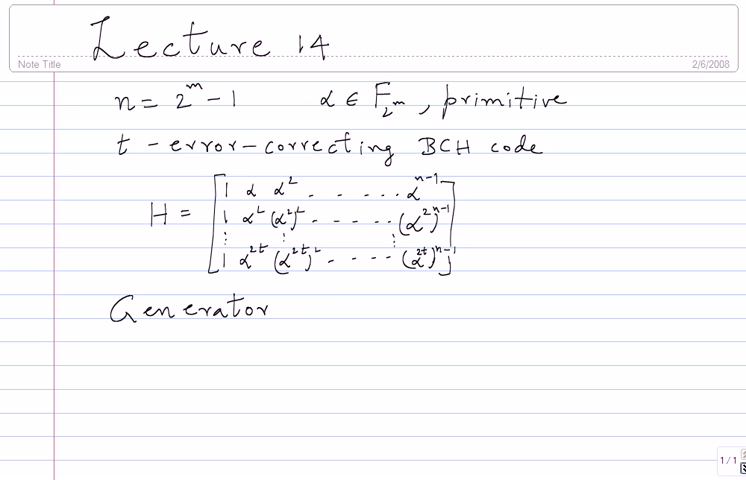 Lecture 14
Note Title
2/6/2008
n = 2^m - 1 α ∈ F_{2^m}, primitive
t - error - correcting BCH code
H = [ 1 α α^2 . . . . . . α^{n-1}
1 α^2 (α^2)^2 . . . . . . (α^2)^{n-1}
⋮ ⋮ ⋮
1 α^{2t} (α^{2t})^2 . . . . . . (α^{2t})^{n-1} ]
Generator
1 / 1